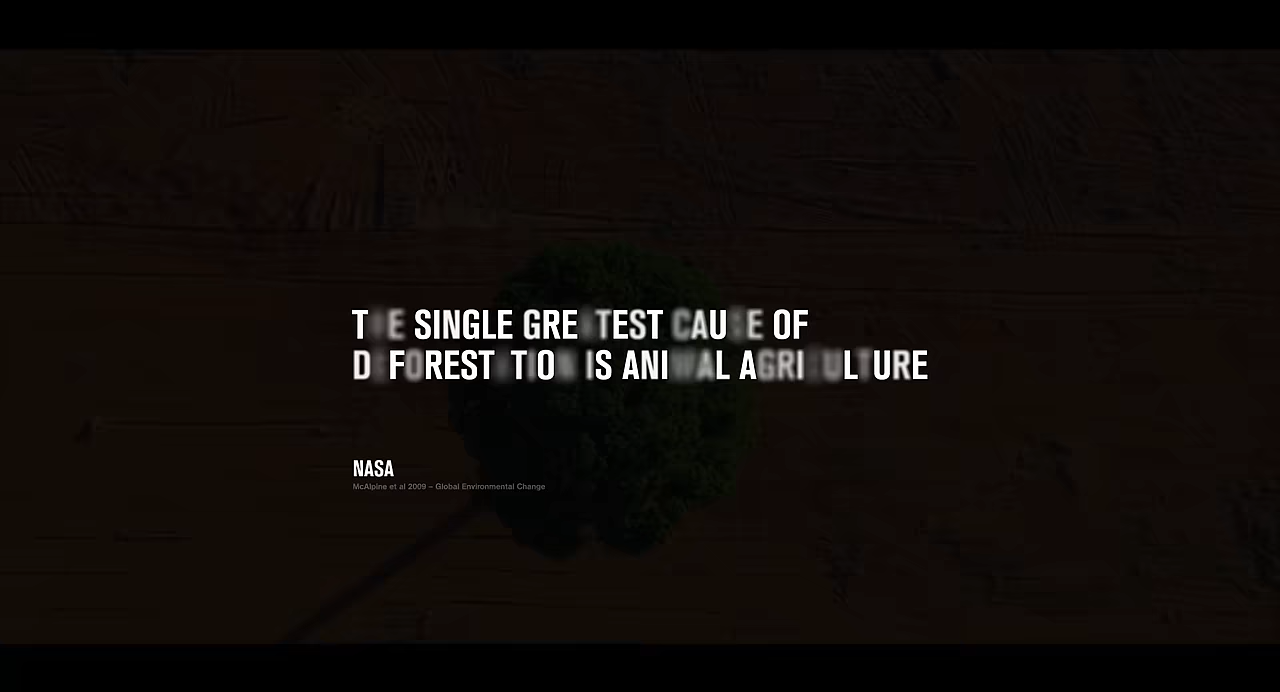 THE SINGLE GREATEST CAUSE OF
DEFORESTATION IS ANIMAL AGRICULTURE
NASA
McAlpine et al 2009 – Global Environmental Change